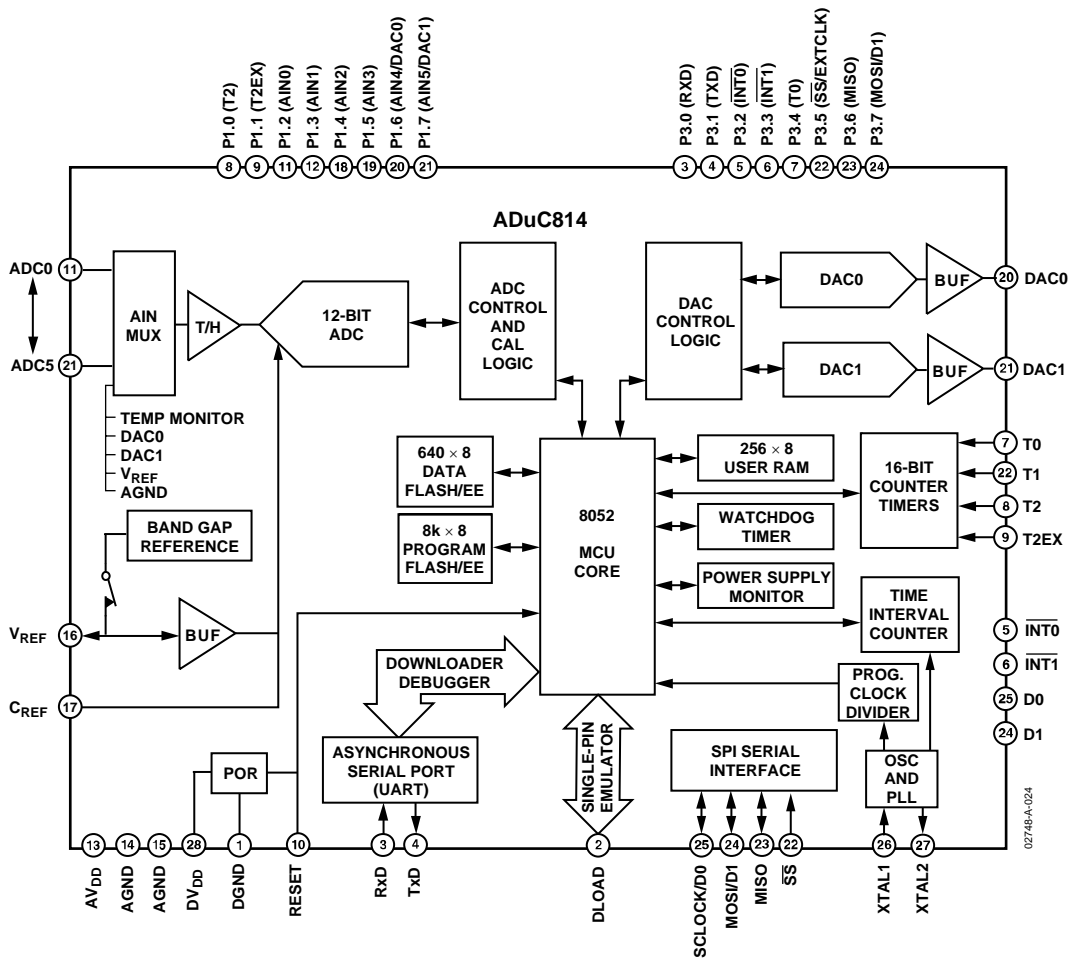 P1.0 (T2)
P1.1 (T2EX)
P1.2 (AIN0)
P1.3 (AIN1)
P1.4 (AIN2)
P1.5 (AIN3)
P1.6 (AIN4/DAC0)
P1.7 (AIN5/DAC1)
P3.0 (RXD)
P3.1 (TXD)
P3.2 (I̅N̅T̅0̅)
P3.3 (I̅N̅T̅1̅)
P3.4 (T0)
P3.5 (S̅S̅/EXTCLK)
P3.6 (MISO)
P3.7 (MOSI/D1)
8
9
11
12
18
19
20
21
3
4
5
6
7
22
23
24
ADuC814
ADC0
11
ADC5
21
AIN
MUX
T/H
12-BIT
ADC
ADC
CONTROL
AND
CAL
LOGIC
DAC
CONTROL
LOGIC
DAC0
BUF
20
DAC0
DAC1
BUF
21
DAC1
TEMP MONITOR
DAC0
DAC1
VREF
AGND
BAND GAP
REFERENCE
640 × 8
DATA
FLASH/EE
8k × 8
PROGRAM
FLASH/EE
8052
MCU
CORE
256 × 8
USER RAM
WATCHDOG
TIMER
POWER SUPPLY
MONITOR
16-BIT
COUNTER
TIMERS
7
T0
22
T1
8
T2
9
T2EX
TIME
INTERVAL
COUNTER
5
I̅N̅T̅0̅
6
I̅N̅T̅1̅
25
D0
24
D1
VREF
16
BUF
CREF
17
DOWNLOADER
DEBUGGER
PROG.
CLOCK
DIVIDER
POR
ASYNCHRONOUS
SERIAL PORT
(UART)
SINGLE-PIN
EMULATOR
SPI SERIAL
INTERFACE
OSC
AND
PLL
02748-A-024
13
14
15
28
1
10
3
4
2
25
24
23
22
26
27
AVDD
AGND
AGND
DVDD
DGND
RESET
RxD
TxD
DLOAD
SCLOCK/D0
MOSI/D1
MISO
S̅S̅
XTAL1
XTAL2